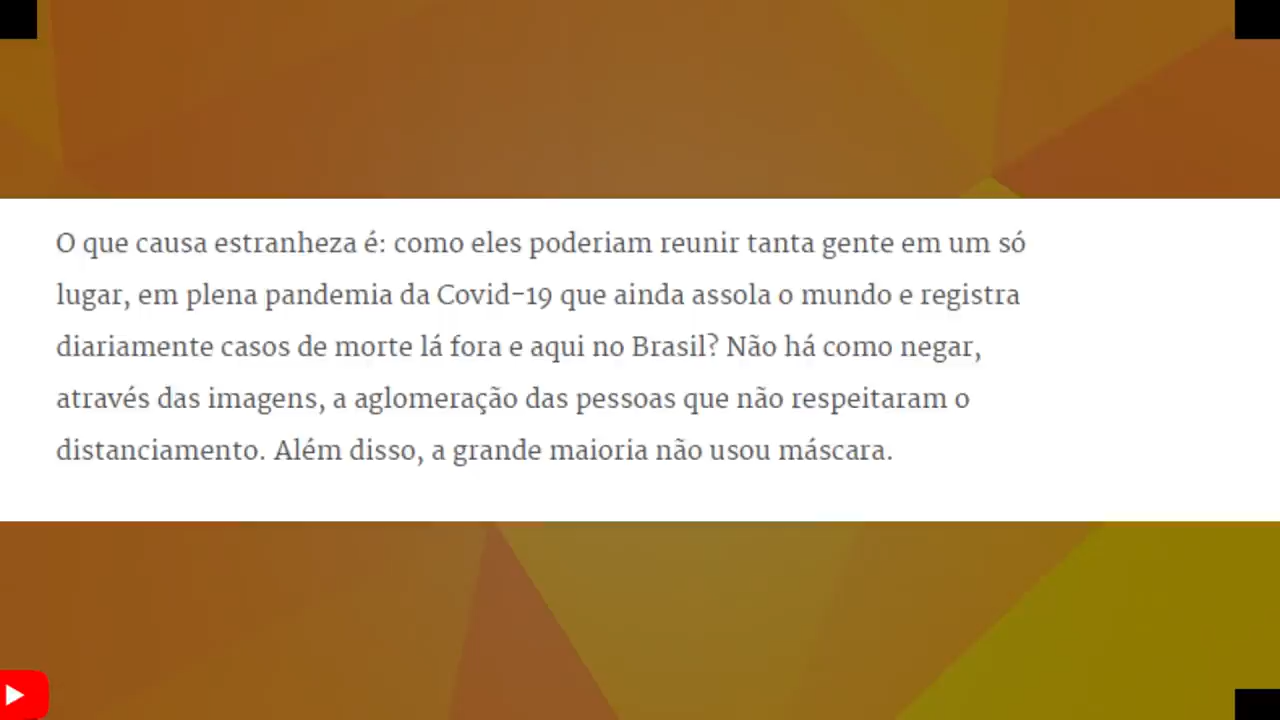 O que causa estranheza é: como eles poderiam reunir tanta gente em um só
lugar, em plena pandemia da Covid-19 que ainda assola o mundo e registra
diariamente casos de morte lá fora e aqui no Brasil? Não há como negar,
através das imagens, a aglomeração das pessoas que não respeitaram o
distanciamento. Além disso, a grande maioria não usou máscara.